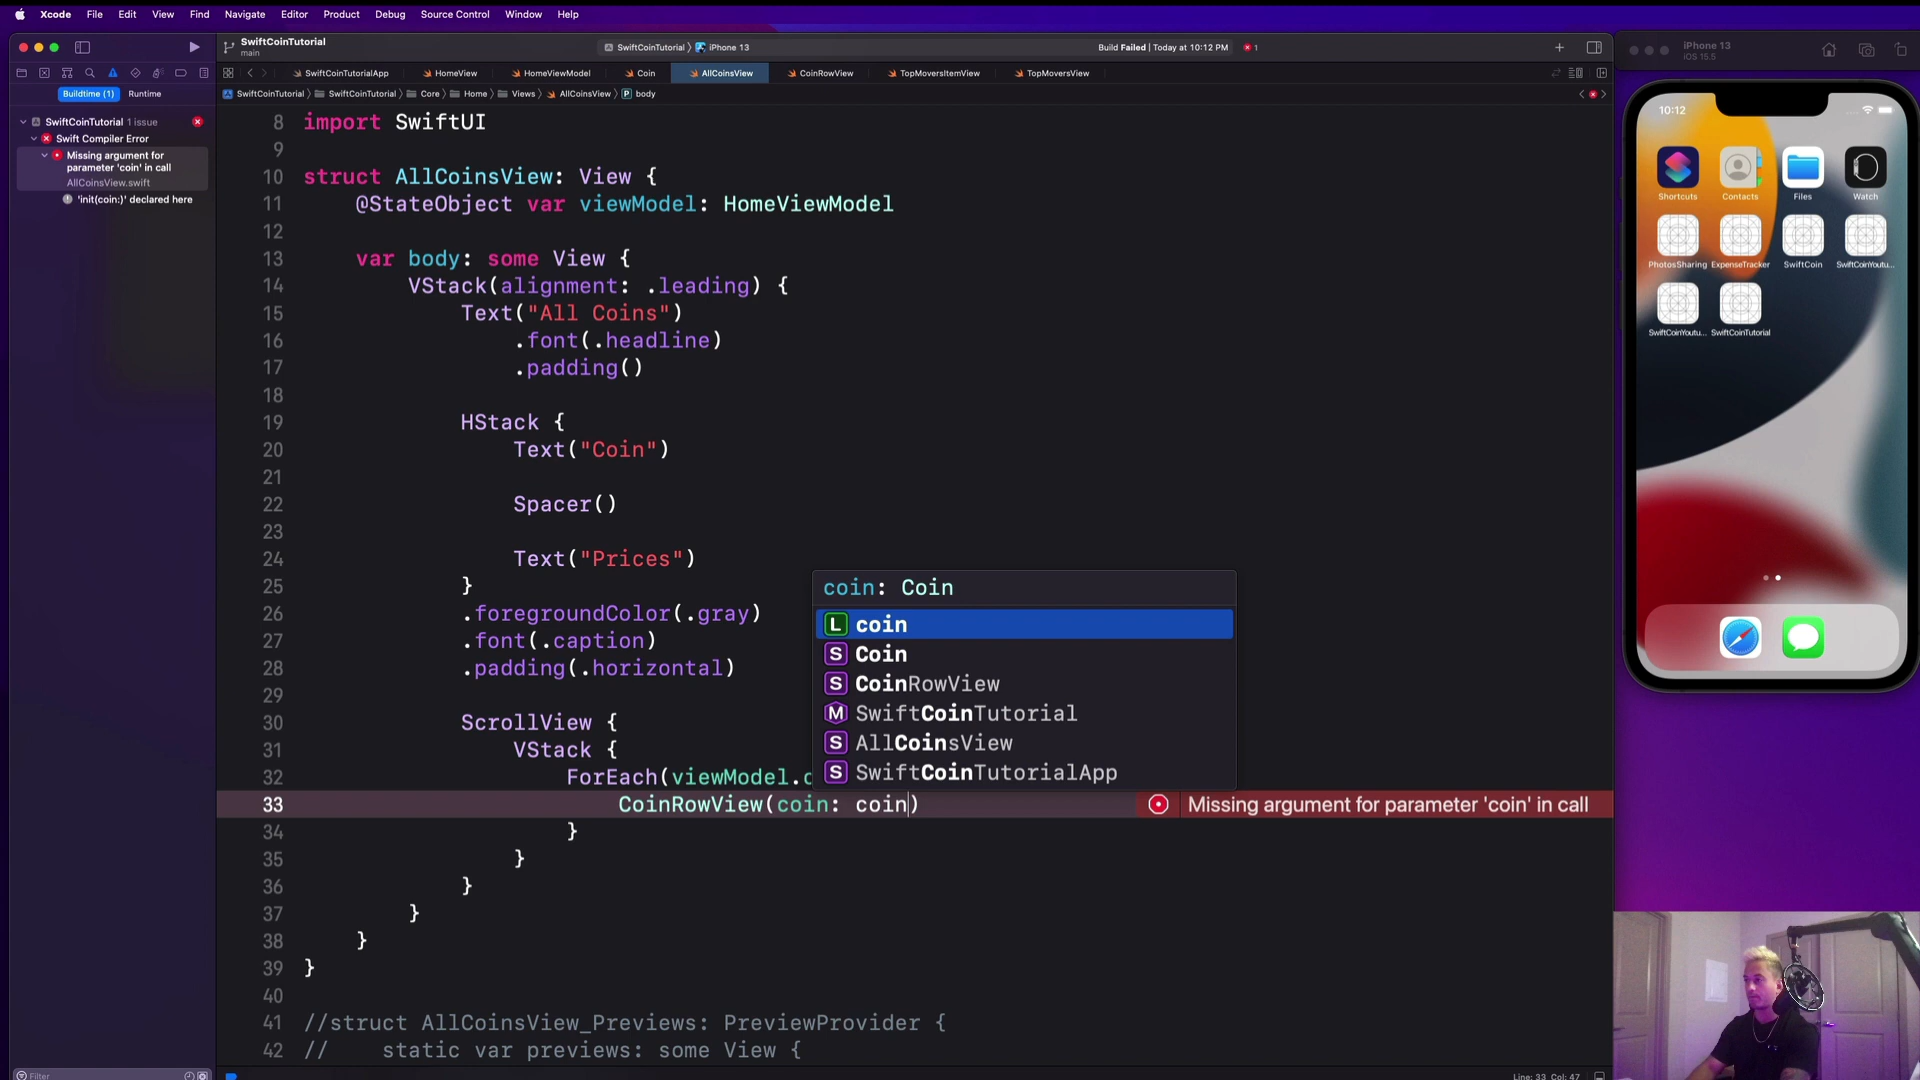 Xcode File Edit View Find Navigate Editor Product Debug Source Control Window Help
SwiftCoinTutorial
main
SwiftCoinTutorial iPhone 13
Build Failed | Today at 10:12 PM 1
SwiftCoinTutorialApp HomeView HomeViewModel Coin AllCoinsView CoinRowView TopMoversItemView TopMoversView
SwiftCoinTutorial SwiftCoinTutorial Core Home Views AllCoinsView P body
Buildtime (1) Runtime
SwiftCoinTutorial 1 issue
Swift Compiler Error
Missing argument for
parameter 'coin' in call
AllCoinsView.swift
'init(coin:)' declared here
Filter
8 import SwiftUI
9
10 struct AllCoinsView: View {
11 @StateObject var viewModel: HomeViewModel
12
13 var body: some View {
14 VStack(alignment: .leading) {
15 Text("All Coins")
16 .font(.headline)
17 .padding()
18
19 HStack {
20 Text("Coin")
21
22 Spacer()
23
24 Text("Prices")
25 }
26 .foregroundColor(.gray)
27 .font(.caption)
28 .padding(.horizontal)
29
30 ScrollView {
31 VStack {
32 ForEach(viewModel.c
33 CoinRowView(coin: coin) Missing argument for parameter 'coin' in call
34 }
35 }
36 }
37 }
38 }
39 }
40
41 //struct AllCoinsView_Previews: PreviewProvider {
42 // static var previews: some View {
coin: Coin
L coin
S Coin
S CoinRowView
M SwiftCoinTutorial
S AllCoinsView
S SwiftCoinTutorialApp
Line: 33 Col: 47
iPhone 13
iOS 15.5
10:12
Shortcuts Contacts Files Watch
PhotosSharing ExpenseTracker SwiftCoin SwiftCoinYoutu...
SwiftCoinYoutu... SwiftCoinTutorial